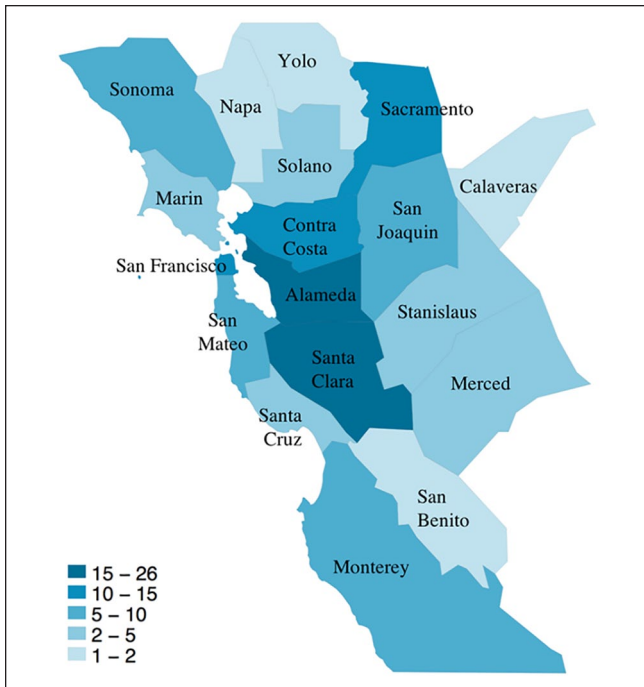 Yolo
Sonoma
Napa
Sacramento
Solano
Calaveras
Marin
San
Joaquin
Contra
Costa
San Francisco
Alameda
Stanislaus
San
Mateo
Santa
Clara
Merced
Santa
Cruz
San
Benito
Monterey
15 – 26
10 – 15
5 – 10
2 – 5
1 – 2